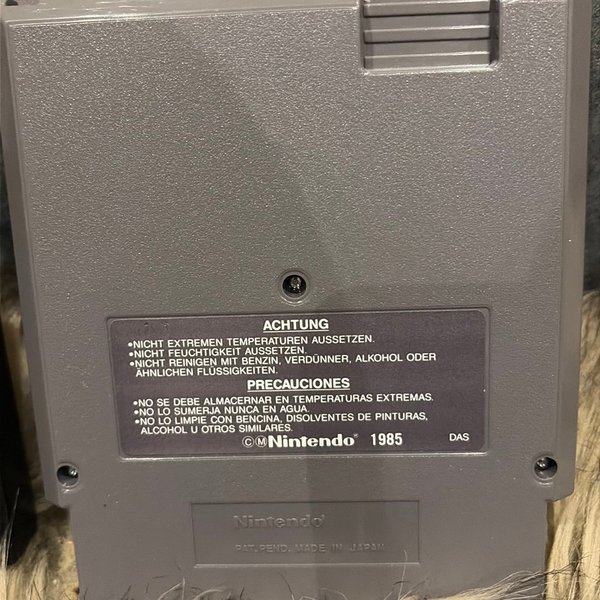 ACHTUNG
•NICHT EXTREMEN TEMPERATUREN AUSSETZEN.
•NICHT FEUCHTIGKEIT AUSSETZEN.
•NICHT REINIGEN MIT BENZIN, VERDÜNNER, ALKOHOL ODER
ÄHNLICHEN FLÜSSIGKEITEN.
PRECAUCIONES
•NO SE DEBE ALMACERNAR EN TEMPERATURAS EXTREMAS.
•NO LO SUMERJA NUNCA EN AGUA.
•NO LO LIMPIE CON BENCINA, DISOLVENTES DE PINTURAS,
ALCOHOL U OTROS SIMILARES.
©ⓂNintendo® 1985 DAS
Nintendo®
PAT. PEND. MADE IN JAPAN